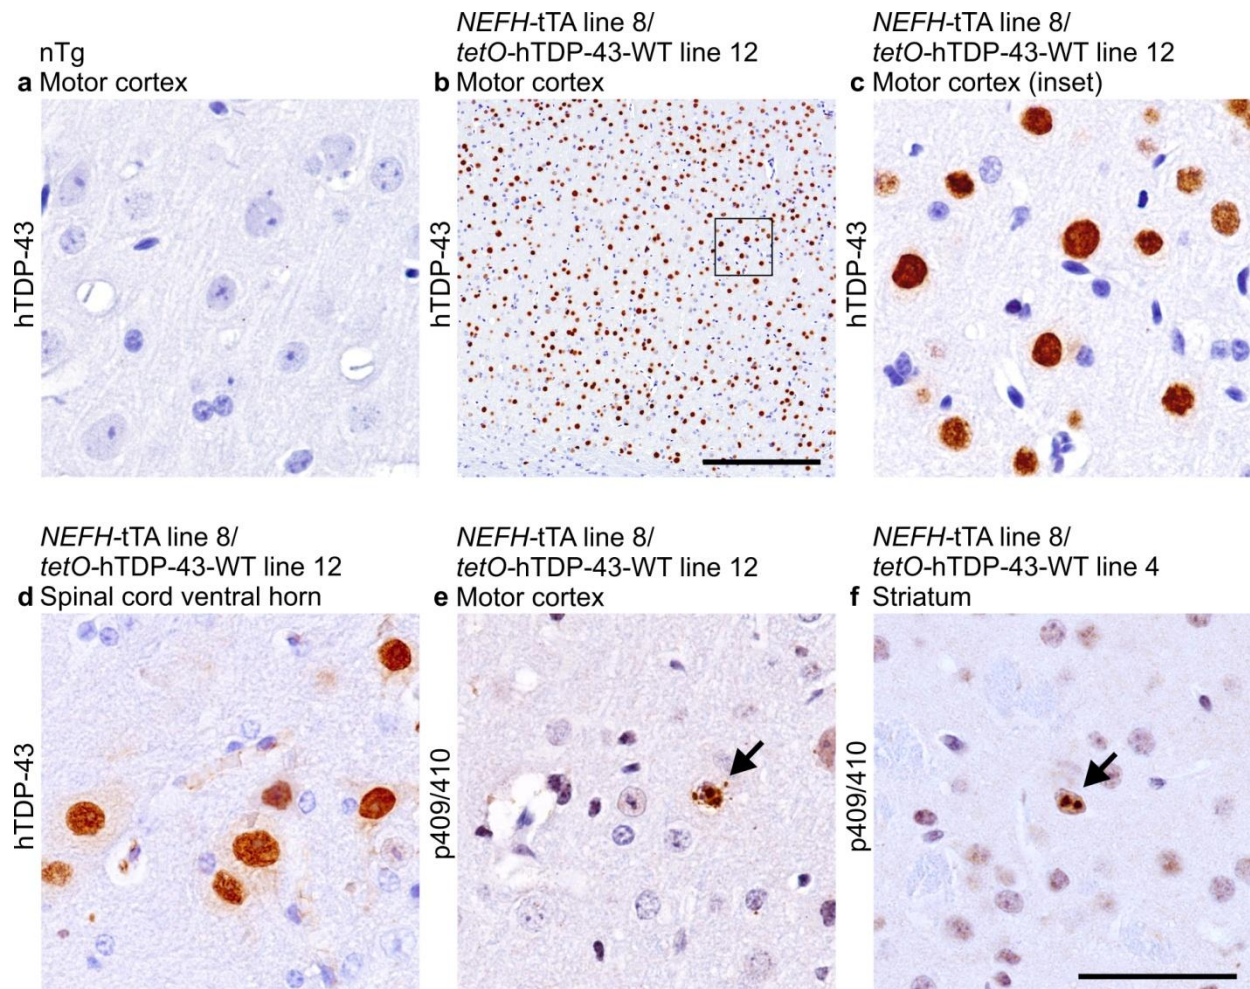 nTg
a Motor cortex
hTDP-43
NEFH-tTA line 8/
tetO-hTDP-43-WT line 12
b Motor cortex
hTDP-43
NEFH-tTA line 8/
tetO-hTDP-43-WT line 12
c Motor cortex (inset)
hTDP-43
NEFH-tTA line 8/
tetO-hTDP-43-WT line 12
d Spinal cord ventral horn
hTDP-43
NEFH-tTA line 8/
tetO-hTDP-43-WT line 12
e Motor cortex
p409/410
NEFH-tTA line 8/
tetO-hTDP-43-WT line 4
f Striatum
p409/410